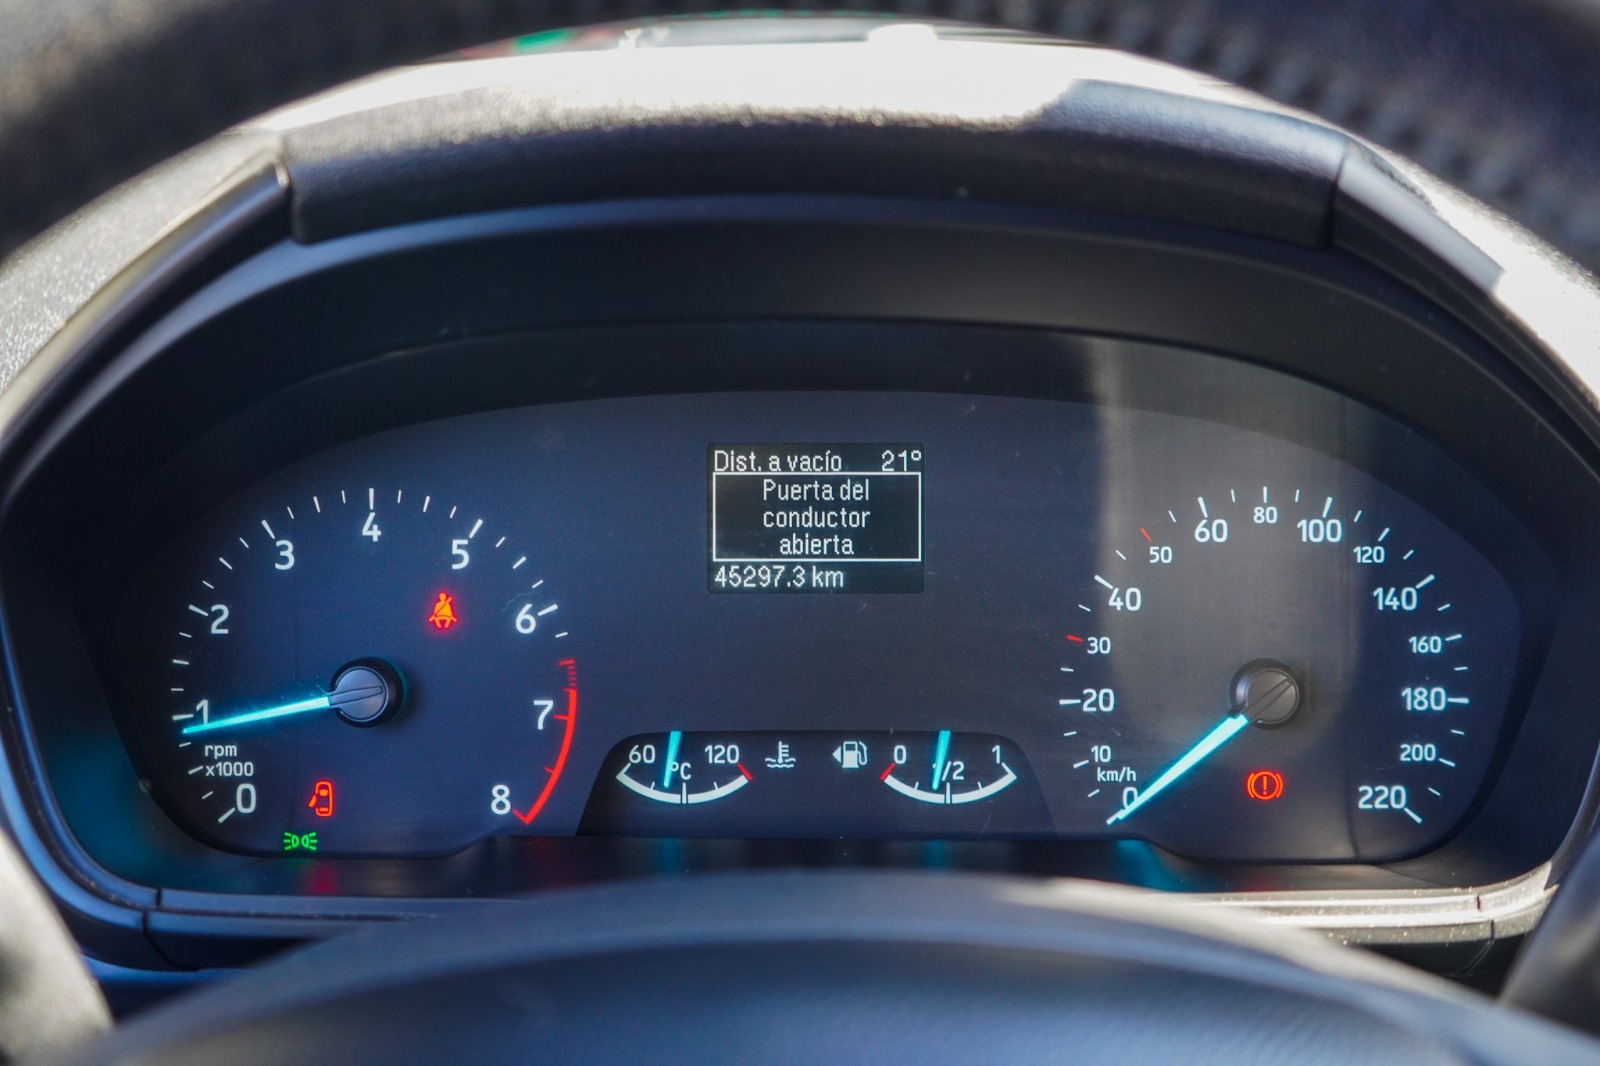 Dist. a vacío 21°
Puerta del
conductor
abierta
45297.3 km
0
1
2
3
4
5
6
7
8
rpm
x1000
60 120
°C
0 1/2 1
0
10
20
30
40
50
60
80
100
120
140
160
180
200
220
km/h